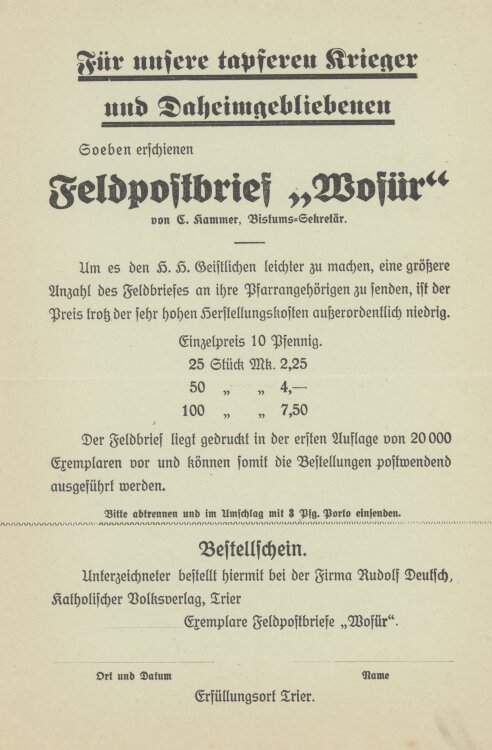 Für unsere tapferen Krieger
und Daheimgebliebenen
Soeben erschienen
Feldpostbrief „Wofür“
von C. Kammer, Bistums-Sekretär.
Um es den H. H. Geistlichen leichter zu machen, eine größere
Anzahl des Feldbriefes an ihre Pfarrangehörigen zu senden, ist der
Preis trotz der sehr hohen Herstellungskosten außerordentlich niedrig.
Einzelpreis 10 Pfennig.
25 Stück Mk. 2,25
50 „ „ 4,—
100 „ „ 7,50
Der Feldbrief liegt gedruckt in der ersten Auflage von 20 000
Exemplaren vor und können somit die Bestellungen postwendend
ausgeführt werden.
Bitte abtrennen und im Umschlag mit 3 Pfg. Porto einsenden.
Bestellschein.
Unterzeichneter bestellt hiermit bei der Firma Rudolf Deutsch,
Katholischer Volksverlag, Trier
Exemplare Feldpostbriefe „Wofür“.
Ort und Datum Name
Erfüllungsort Trier.